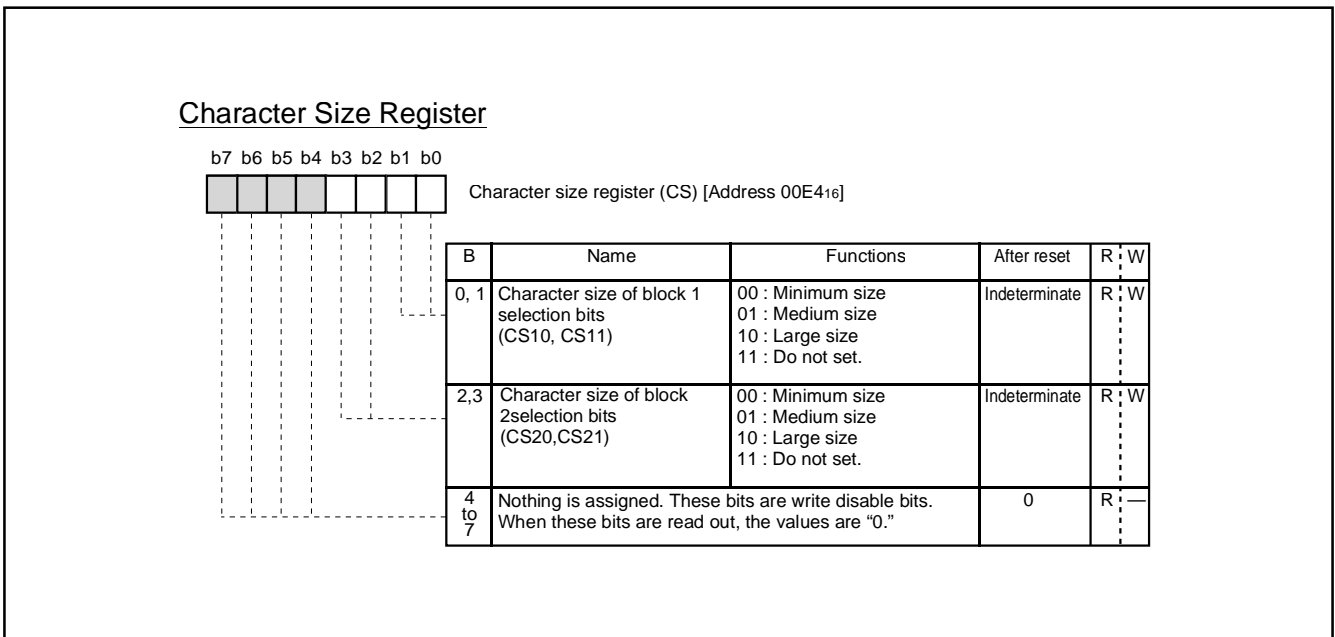 Character Size Register
b7 b6 b5 b4 b3 b2 b1 b0
Character size register (CS) [Address 00E416]
B Name Functions After reset R W
0, 1 Character size of block 1 selection bits (CS10, CS11) 00 : Minimum size Indeterminate R W
01 : Medium size
10 : Large size
11 : Do not set.
2,3 Character size of block 2selection bits (CS20,CS21) 00 : Minimum size Indeterminate R W
01 : Medium size
10 : Large size
11 : Do not set.
4 to 7 Nothing is assigned. These bits are write disable bits. 0 R —
When these bits are read out, the values are “0.”